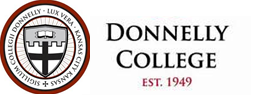 SIGILLUM COLLEGII DONNELLY · LUX VERA · KANSAS CITY KANSAS
DONNELLY
COLLEGE
EST. 1949